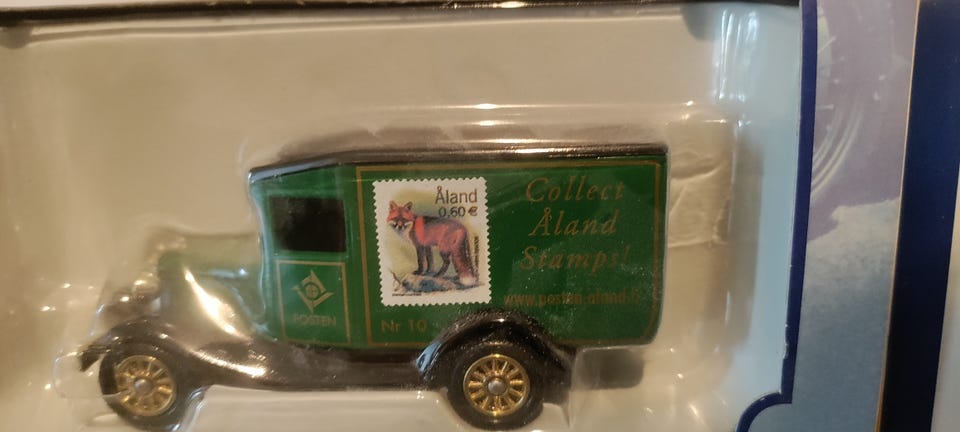 Åland
0,60 €
Collect
Åland
Stamps!
www.posten.aland.fi
POSTEN
Nr 10